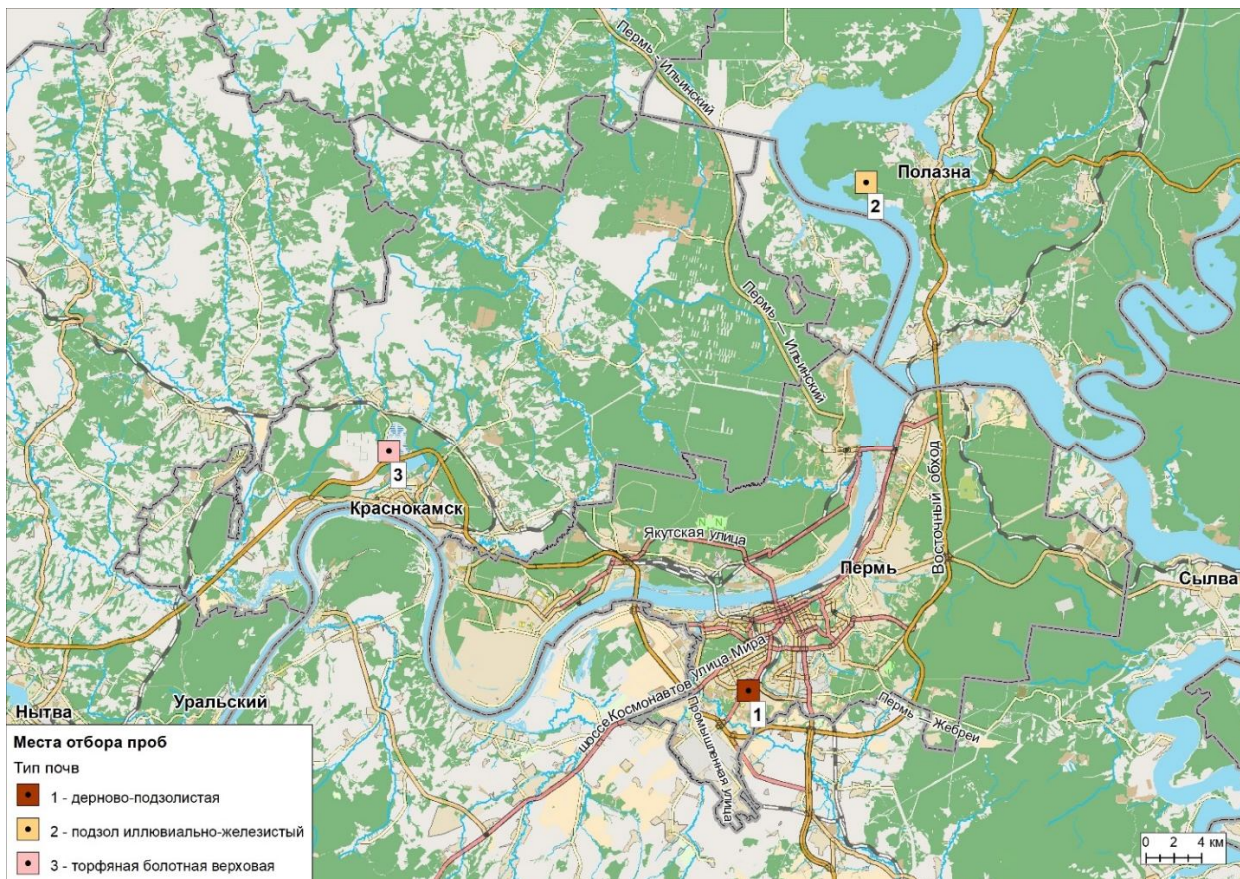 Пермь - Ильинский
Полазна
2
Пермь — Ильинский
3
Краснокамск
Якутская улица
Восточный обход
Пермь
Сылва
улица Мира
шоссе Космонавтов
1
Промышленная улица
Пермь — Жебреи
Уральский
Нытва
N N
Места отбора проб
Тип почв
1 - дерново-подзолистая
2 - подзол иллювиально-железистый
3 - торфяная болотная верховая
0 2 4 км